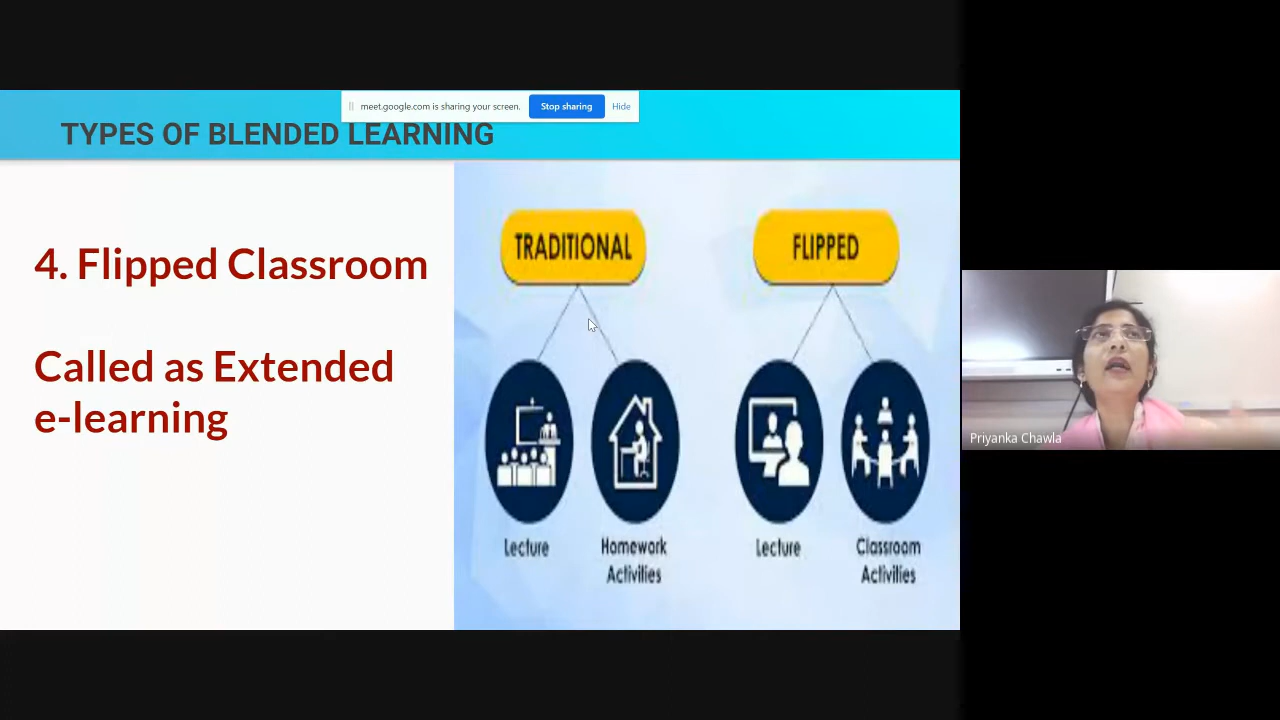 meet.google.com is sharing your screen. Stop sharing Hide
TYPES OF BLENDED LEARNING
4. Flipped Classroom
Called as Extended
e-learning
TRADITIONAL
FLIPPED
Lecture
Homework
Activities
Lecture
Classroom
Activities
Priyanka Chawla